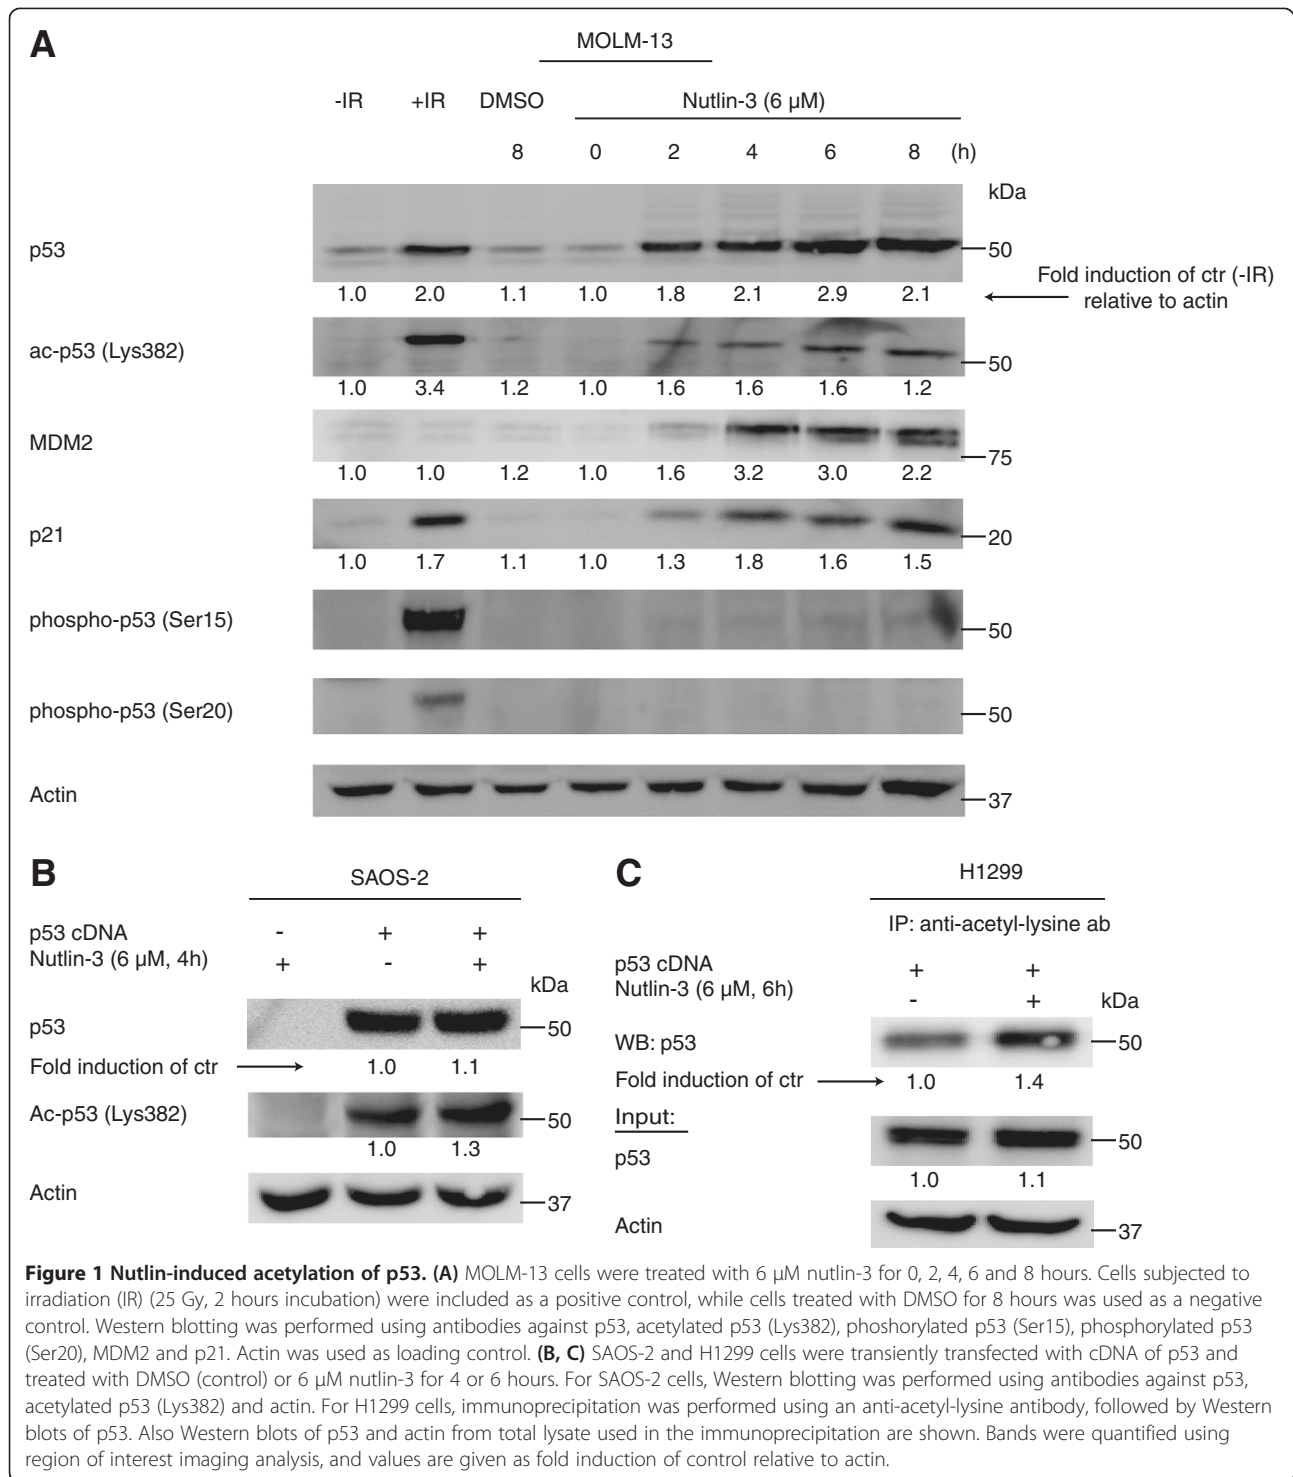 A
MOLM-13
-IR +IR DMSO Nutlin-3 (6 µM)
8 0 2 4 6 8 (h)
kDa
p53 50
1.0 2.0 1.1 1.0 1.8 2.1 2.9 2.1
Fold induction of ctr (-IR)
relative to actin
ac-p53 (Lys382) 50
1.0 3.4 1.2 1.0 1.6 1.6 1.6 1.2
MDM2 75
1.0 1.0 1.2 1.0 1.6 3.2 3.0 2.2
p21 20
1.0 1.7 1.1 1.0 1.3 1.8 1.6 1.5
phospho-p53 (Ser15) 50
phospho-p53 (Ser20) 50
Actin 37
B
SAOS-2
p53 cDNA - + +
Nutlin-3 (6 µM, 4h) + - +
kDa
p53 50
Fold induction of ctr 1.0 1.1
Ac-p53 (Lys382) 50
1.0 1.3
Actin 37
C
H1299
IP: anti-acetyl-lysine ab
p53 cDNA + +
Nutlin-3 (6 µM, 6h) - + kDa
WB: p53 50
Fold induction of ctr 1.0 1.4
Input:
p53 50
1.0 1.1
Actin 37
Figure 1 Nutlin-induced acetylation of p53. (A) MOLM-13 cells were treated with 6 µM nutlin-3 for 0, 2, 4, 6 and 8 hours. Cells subjected to
irradiation (IR) (25 Gy, 2 hours incubation) were included as a positive control, while cells treated with DMSO for 8 hours was used as a negative
control. Western blotting was performed using antibodies against p53, acetylated p53 (Lys382), phoshorylated p53 (Ser15), phosphorylated p53
(Ser20), MDM2 and p21. Actin was used as loading control. (B, C) SAOS-2 and H1299 cells were transiently transfected with cDNA of p53 and
treated with DMSO (control) or 6 µM nutlin-3 for 4 or 6 hours. For SAOS-2 cells, Western blotting was performed using antibodies against p53,
acetylated p53 (Lys382) and actin. For H1299 cells, immunoprecipitation was performed using an anti-acetyl-lysine antibody, followed by Western
blots of p53. Also Western blots of p53 and actin from total lysate used in the immunoprecipitation are shown. Bands were quantified using
region of interest imaging analysis, and values are given as fold induction of control relative to actin.